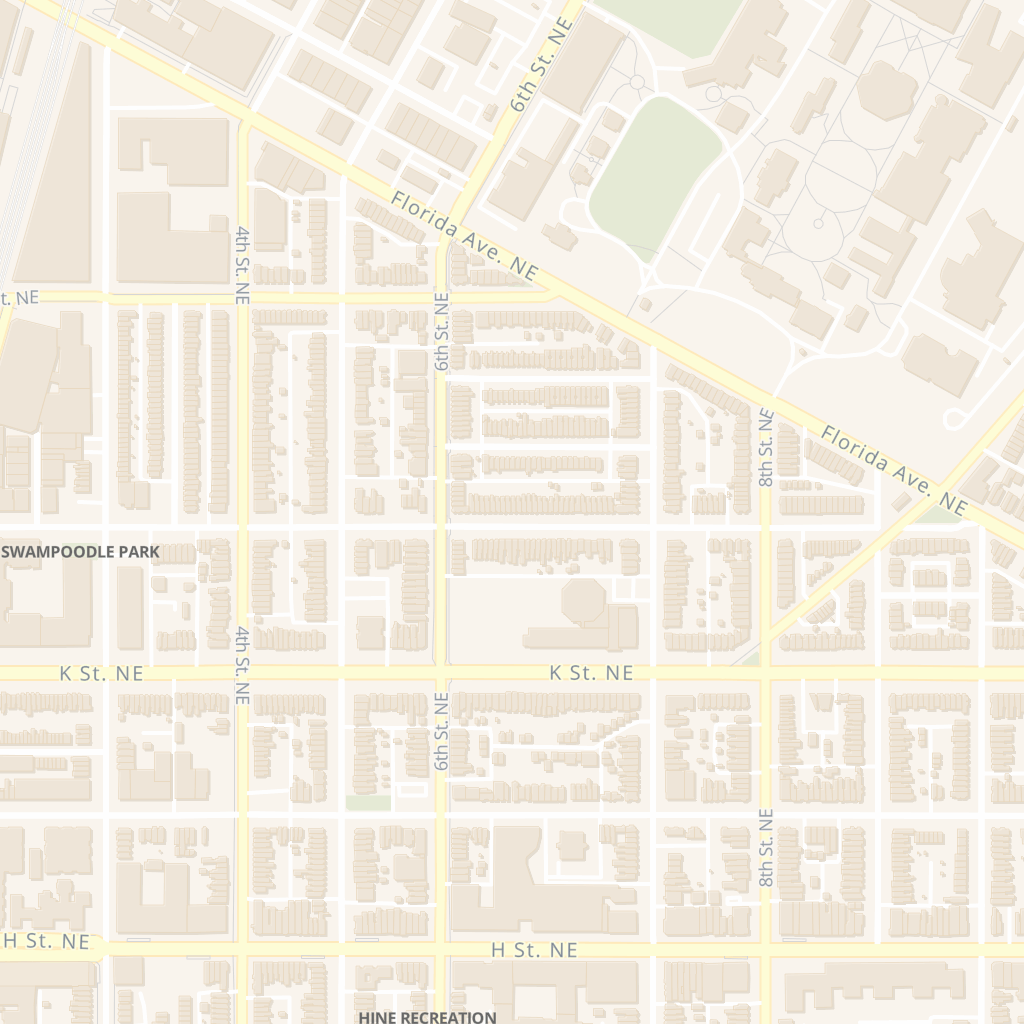 6th St. NE
Florida Ave. NE
4th St. NE
t. NE
6th St. NE
8th St. NE
Florida Ave. NE
SWAMPOODLE PARK
4th St. NE
K St. NE
K St. NE
6th St. NE
8th St. NE
H St. NE
H St. NE
HINE RECREATION